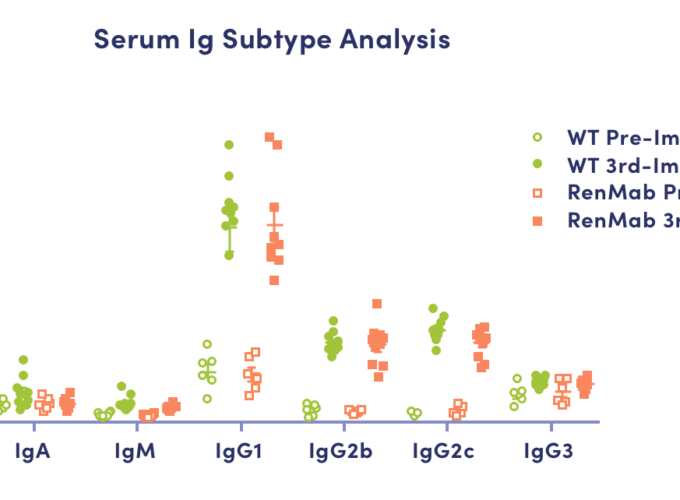 Serum Ig Subtype Analysis
WT Pre-Im
WT 3rd-Im
RenMab Pr
RenMab 3r
IgA IgM IgG1 IgG2b IgG2c IgG3